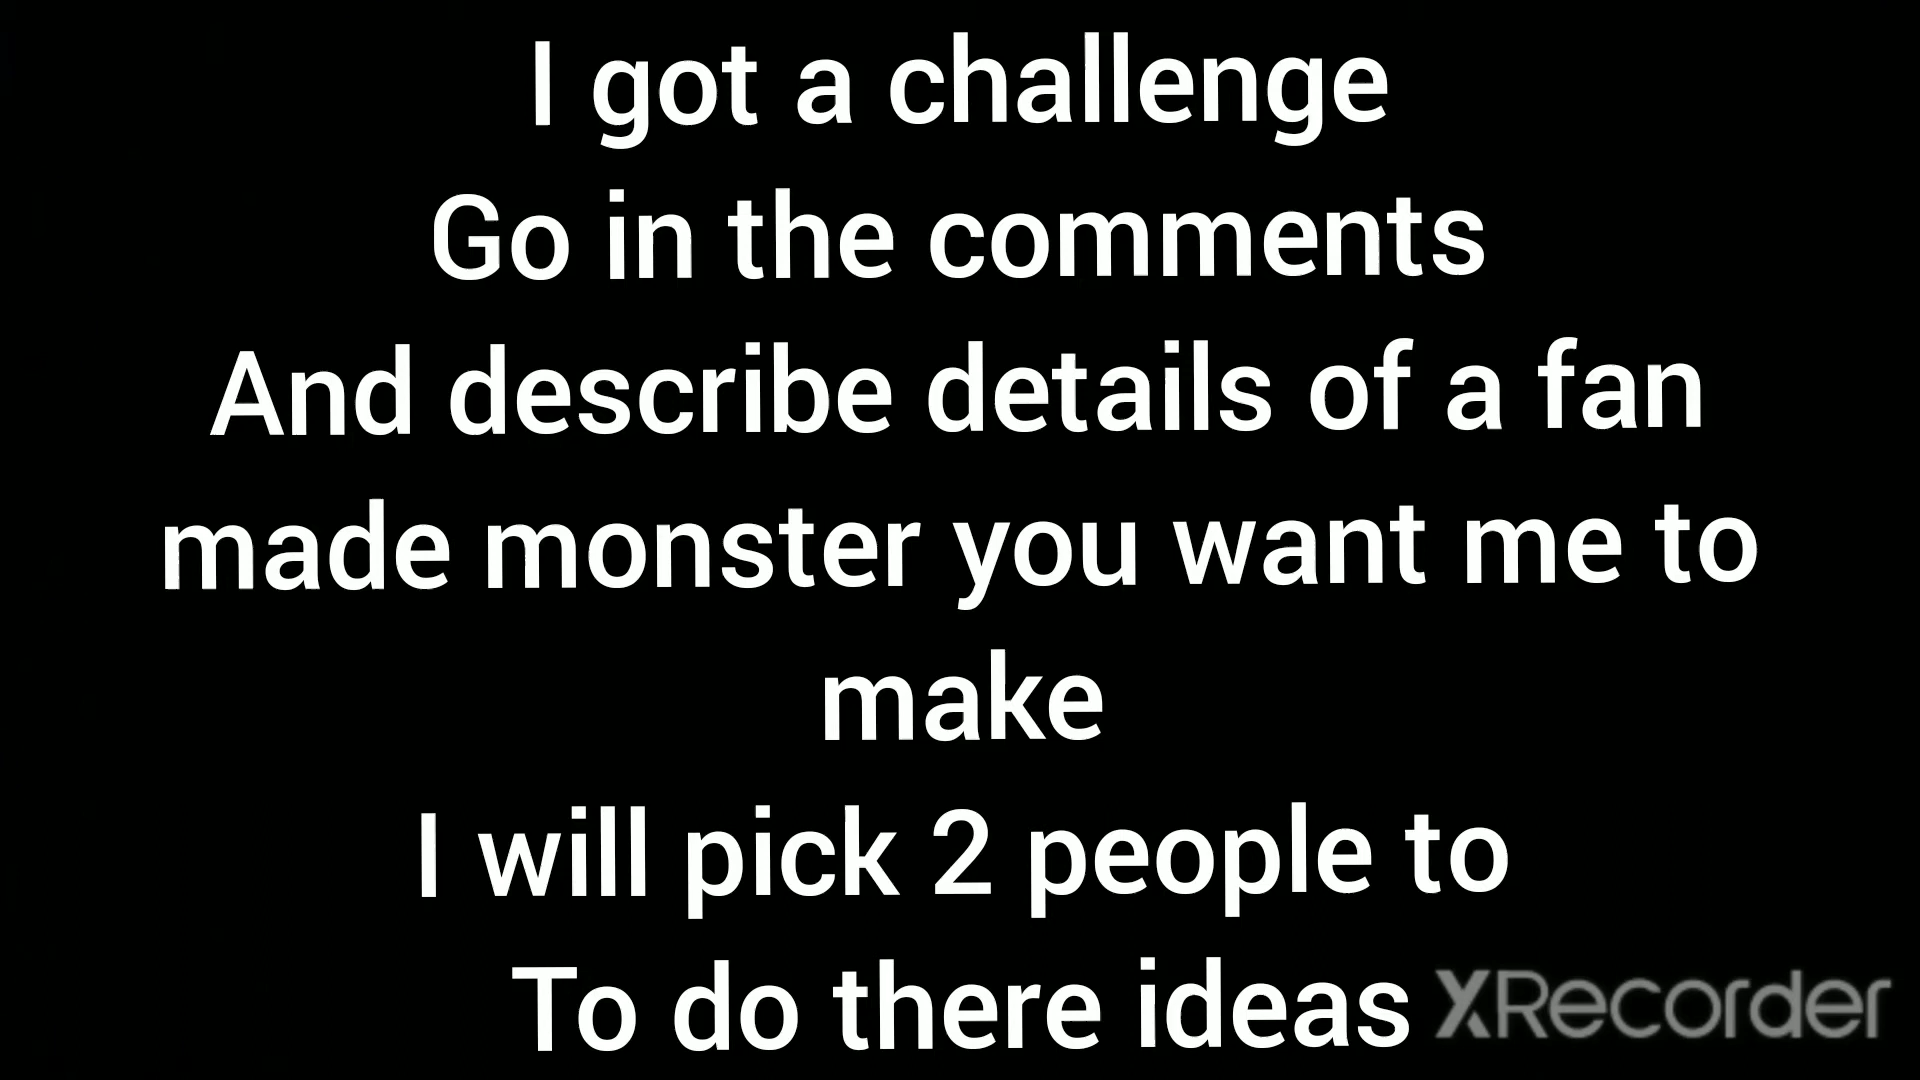 I got a challenge
Go in the comments
And describe details of a fan
made monster you want me to
make
I will pick 2 people to
To do there ideas
XRecorder